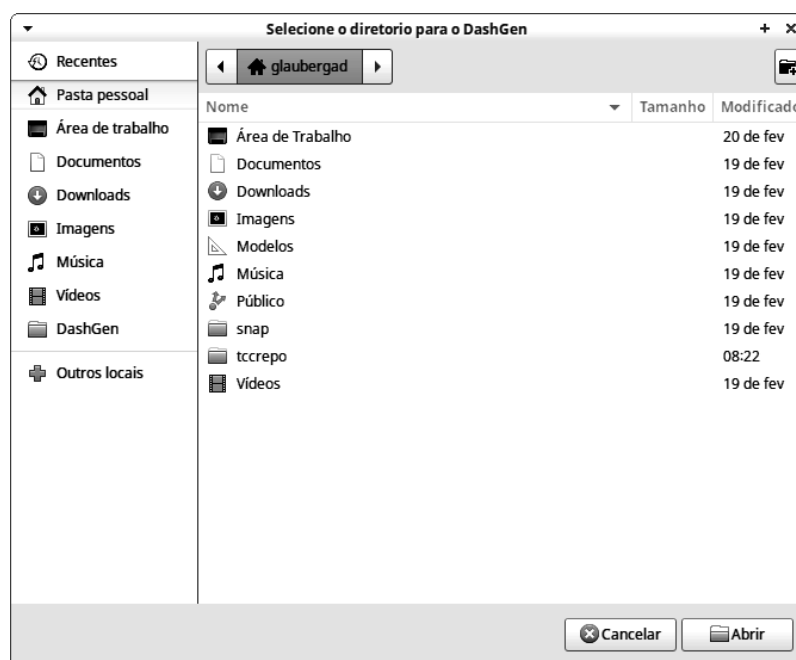 Selecione o diretorio para o DashGen
Recentes
Pasta pessoal
Área de trabalho
Documentos
Downloads
Imagens
Música
Vídeos
DashGen
Outros locais
glaubergad
Nome Tamanho Modificado
Área de Trabalho 20 de fev
Documentos 19 de fev
Downloads 19 de fev
Imagens 19 de fev
Modelos 19 de fev
Música 19 de fev
Público 19 de fev
snap 19 de fev
tccrepo 08:22
Vídeos 19 de fev
Cancelar Abrir